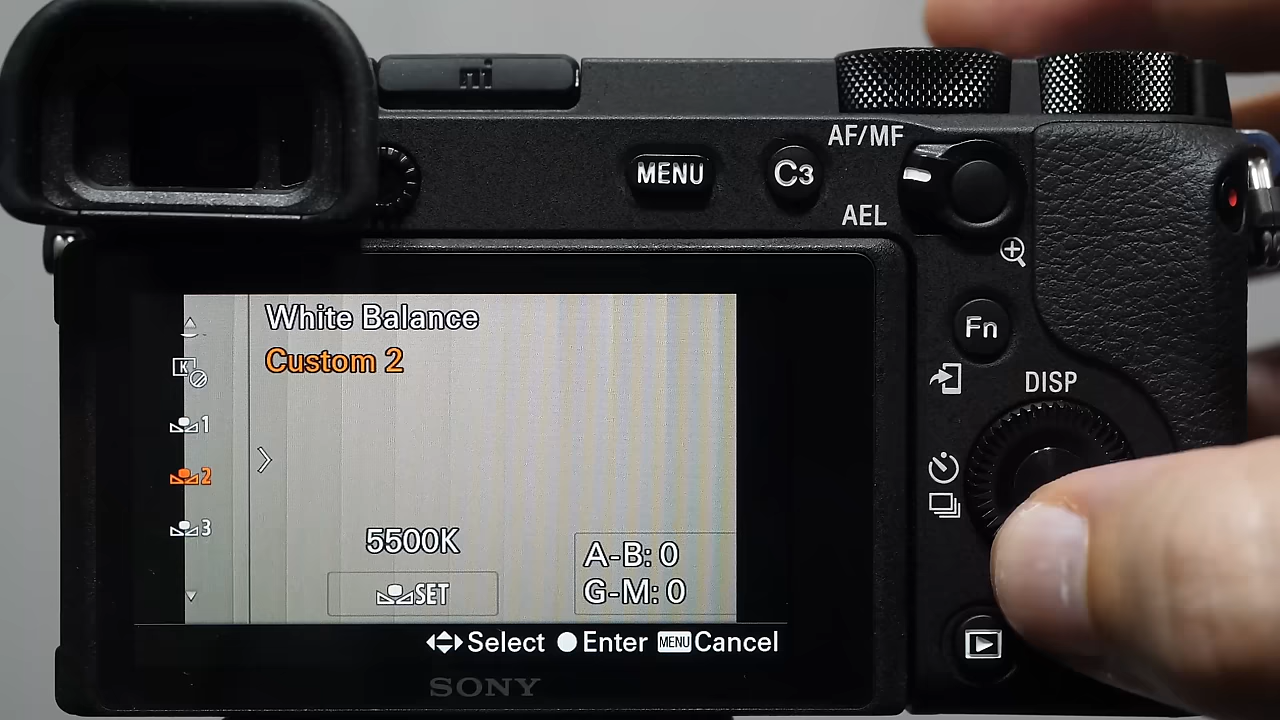 mi
MENU
C3
AF/MF
AEL
Fn
DISP
White Balance
Custom 2
K
1
2
3
5500K
SET
A-B: 0
G-M: 0
Select Enter MENU Cancel
SONY